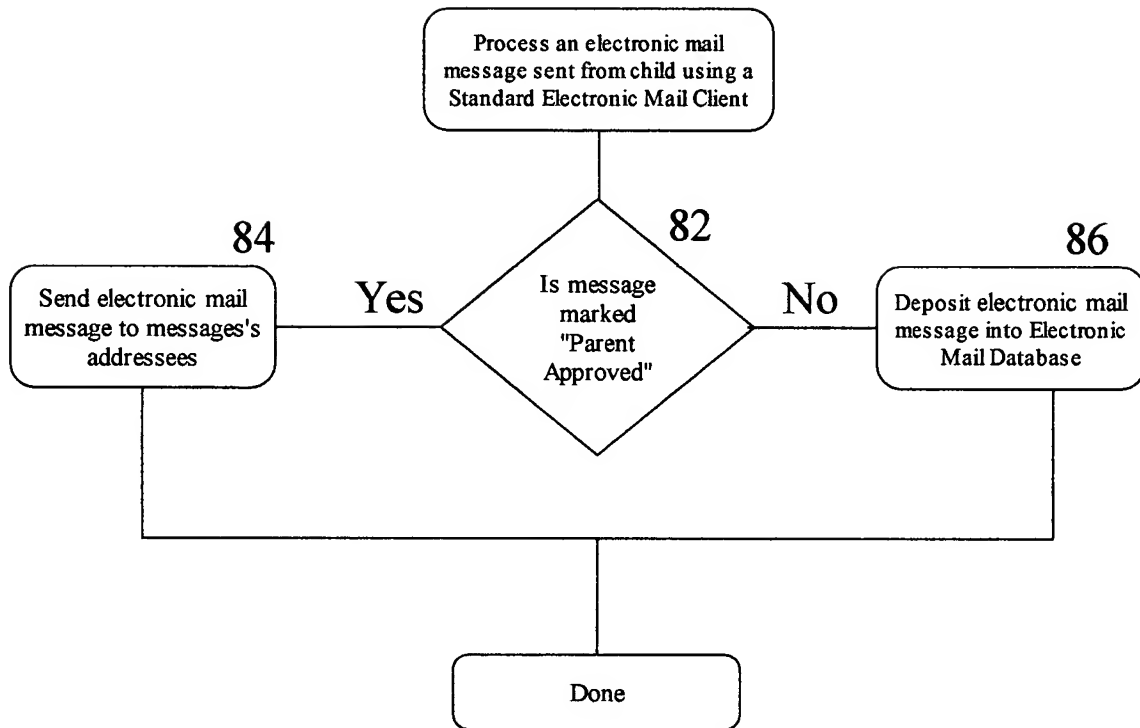 Process an electronic mail
message sent from child using a
Standard Electronic Mail Client
84
82
86
Send electronic mail
message to messages's
addressees
Yes
Is message
marked
"Parent
Approved"
No
Deposit electronic mail
message into Electronic
Mail Database
Done